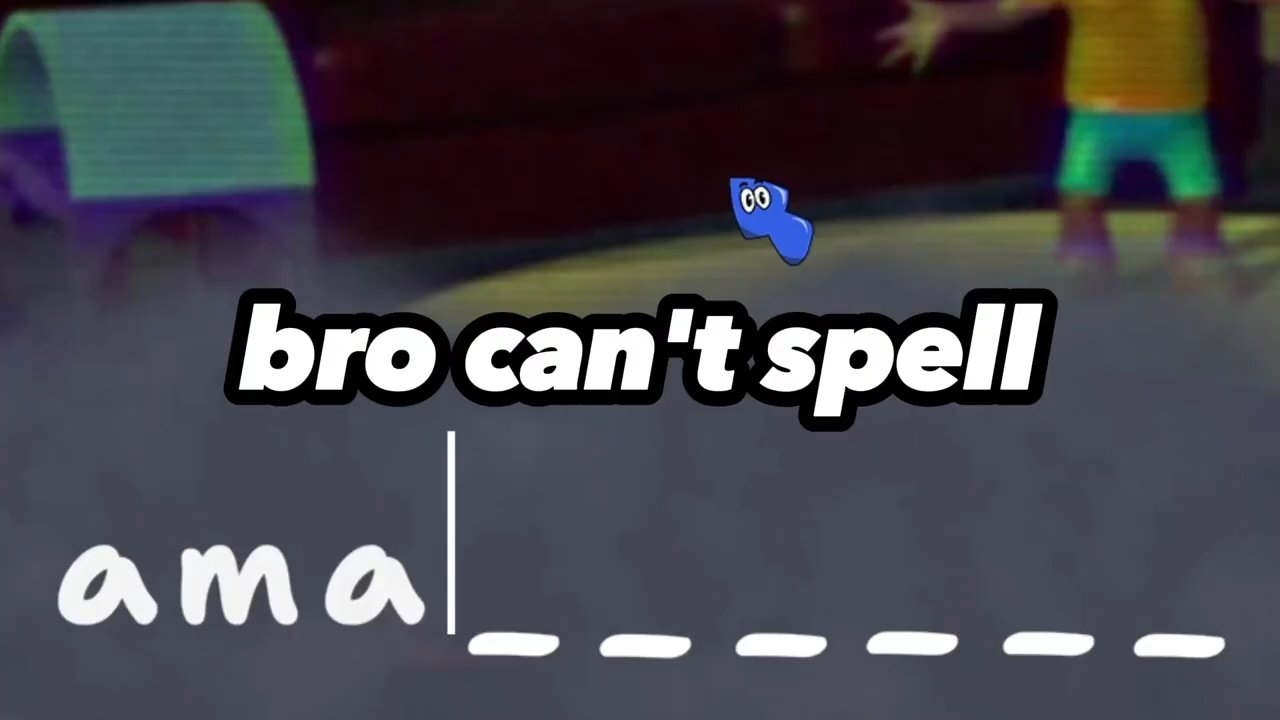 bro can't spell
ama| _ _ _ _ _ _